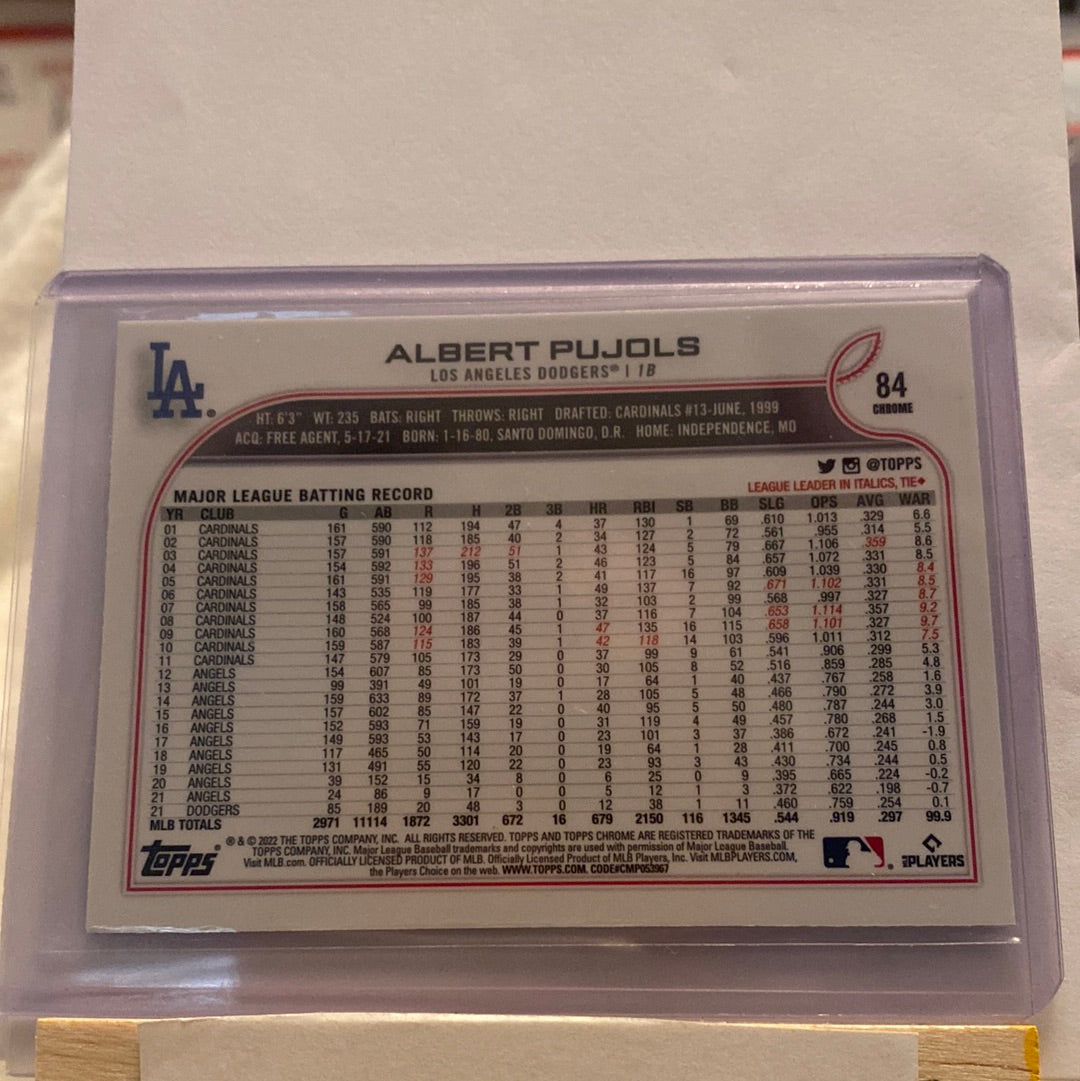 LA
ALBERT PUJOLS
LOS ANGELES DODGERS® | 1B
84
CHROME
HT: 6'3" WT: 235 BATS: RIGHT THROWS: RIGHT DRAFTED: CARDINALS #13-JUNE, 1999
ACQ: FREE AGENT, 5-17-21 BORN: 1-16-80, SANTO DOMINGO, D.R. HOME: INDEPENDENCE, MO
@TOPPS
MAJOR LEAGUE BATTING RECORD LEAGUE LEADER IN ITALICS, TIE◆
YR CLUB G AB R H 2B 3B HR RBI SB BB SLG OPS AVG WAR
01 CARDINALS 161 590 112 194 47 4 37 130 1 69 .610 1.013 .329 6.6
02 CARDINALS 157 590 118 185 40 2 34 127 2 72 .561 .955 .314 5.5
03 CARDINALS 157 591 137 212 51 1 43 124 5 79 .667 1.106 .359 8.6
04 CARDINALS 154 592 133 196 51 2 46 123 5 84 .657 1.072 .331 8.5
05 CARDINALS 161 591 129 195 38 2 41 117 16 97 .609 1.039 .330 8.4
06 CARDINALS 143 535 119 177 33 1 49 137 7 92 .671 1.102 .331 8.5
07 CARDINALS 158 565 99 185 38 1 32 103 2 99 .568 .997 .327 8.7
08 CARDINALS 148 524 100 187 44 0 37 116 7 104 .653 1.114 .357 9.2
09 CARDINALS 160 568 124 186 45 1 47 135 16 115 .658 1.101 .327 9.7
10 CARDINALS 159 587 115 183 39 1 42 118 14 103 .596 1.011 .312 7.5
11 CARDINALS 147 579 105 173 29 0 37 99 9 61 .541 .906 .299 5.3
12 ANGELS 154 607 85 173 50 0 30 105 8 52 .516 .859 .285 4.8
13 ANGELS 99 391 49 101 19 0 17 64 1 40 .437 .767 .258 1.6
14 ANGELS 159 633 89 172 37 1 28 105 5 48 .466 .790 .272 3.9
15 ANGELS 157 602 85 147 22 0 40 95 5 50 .480 .787 .244 3.0
16 ANGELS 152 593 71 159 19 0 31 119 4 49 .457 .780 .268 1.5
17 ANGELS 149 593 53 143 17 0 23 101 3 37 .386 .672 .241 -1.9
18 ANGELS 117 465 50 114 20 0 19 64 1 28 .411 .700 .245 0.8
19 ANGELS 131 491 55 120 22 0 23 93 3 43 .430 .734 .244 0.5
20 ANGELS 39 152 15 34 8 0 6 25 0 9 .395 .665 .224 -0.2
21 ANGELS 24 86 9 17 0 0 5 12 1 3 .372 .622 .198 -0.7
21 DODGERS 85 189 20 48 3 0 12 38 1 11 .460 .759 .254 0.1
MLB TOTALS 2971 11114 1872 3301 672 16 679 2150 116 1345 .544 .919 .297 99.9
Topps®
® & © 2022 THE TOPPS COMPANY, INC. ALL RIGHTS RESERVED. TOPPS AND TOPPS CHROME ARE REGISTERED TRADEMARKS OF THE
TOPPS COMPANY, INC. Major League Baseball trademarks and copyrights are used with permission of Major League Baseball.
Visit MLB.com. OFFICIALLY LICENSED PRODUCT OF MLB. Officially Licensed Product of MLB Players, Inc. Visit MLBPLAYERS.COM,
the Players Choice on the web. WWW.TOPPS.COM. CODE#CMP053967
MLB PLAYERS